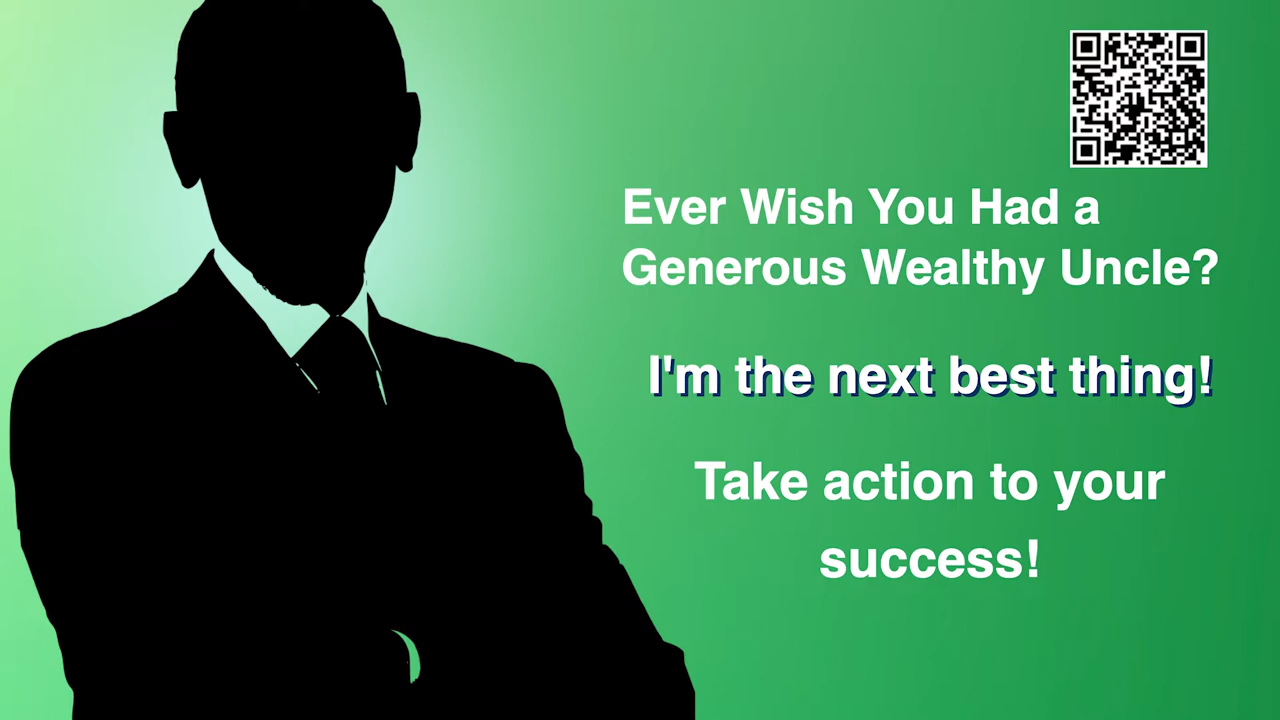 Ever Wish You Had a
Generous Wealthy Uncle?
I'm the next best thing!
Take action to your
success!